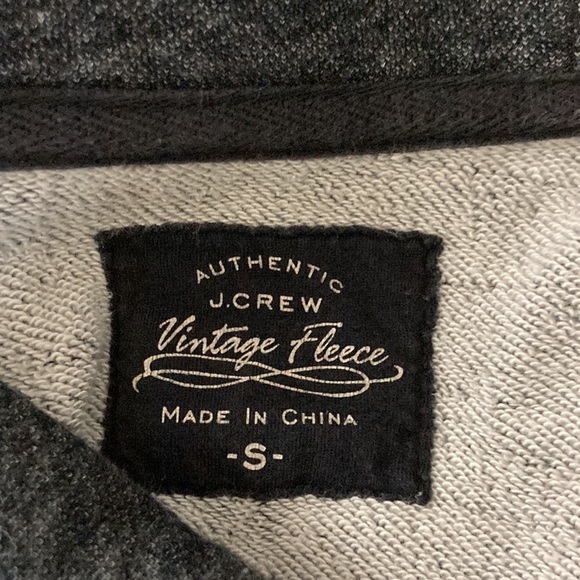 AUTHENTIC
J.CREW
Vintage Fleece
MADE IN CHINA
-S-